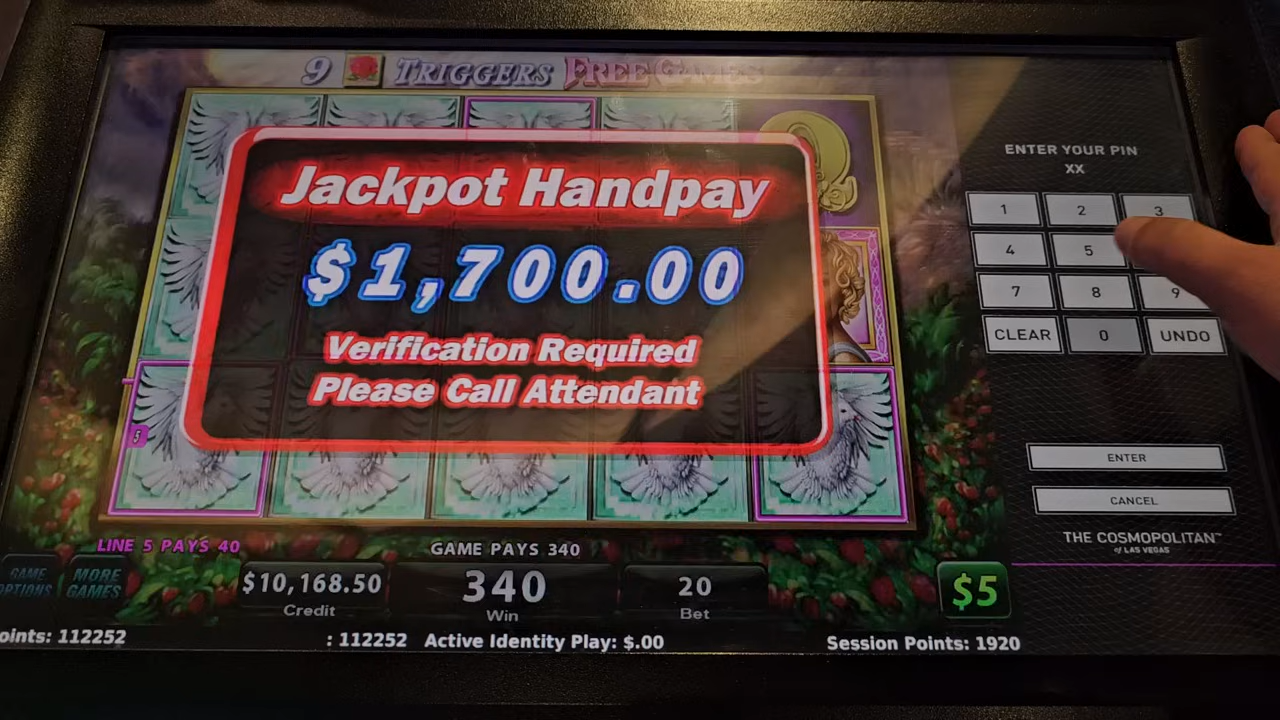 9 TRIGGERS FREE GAMES
Jackpot Handpay
$1,700.00
Verification Required
Please Call Attendant
5
LINE 5 PAYS 40
GAME PAYS 340
GAME OPTIONS
MORE GAMES
$10,168.50
Credit
340
Win
20
Bet
$5
oints: 112252
: 112252
Active Identity Play: $.00
Session Points: 1920
ENTER YOUR PIN
XX
1 2 3
4 5
7 8 9
CLEAR 0 UNDO
ENTER
CANCEL
THE COSMOPOLITAN™
of LAS VEGAS